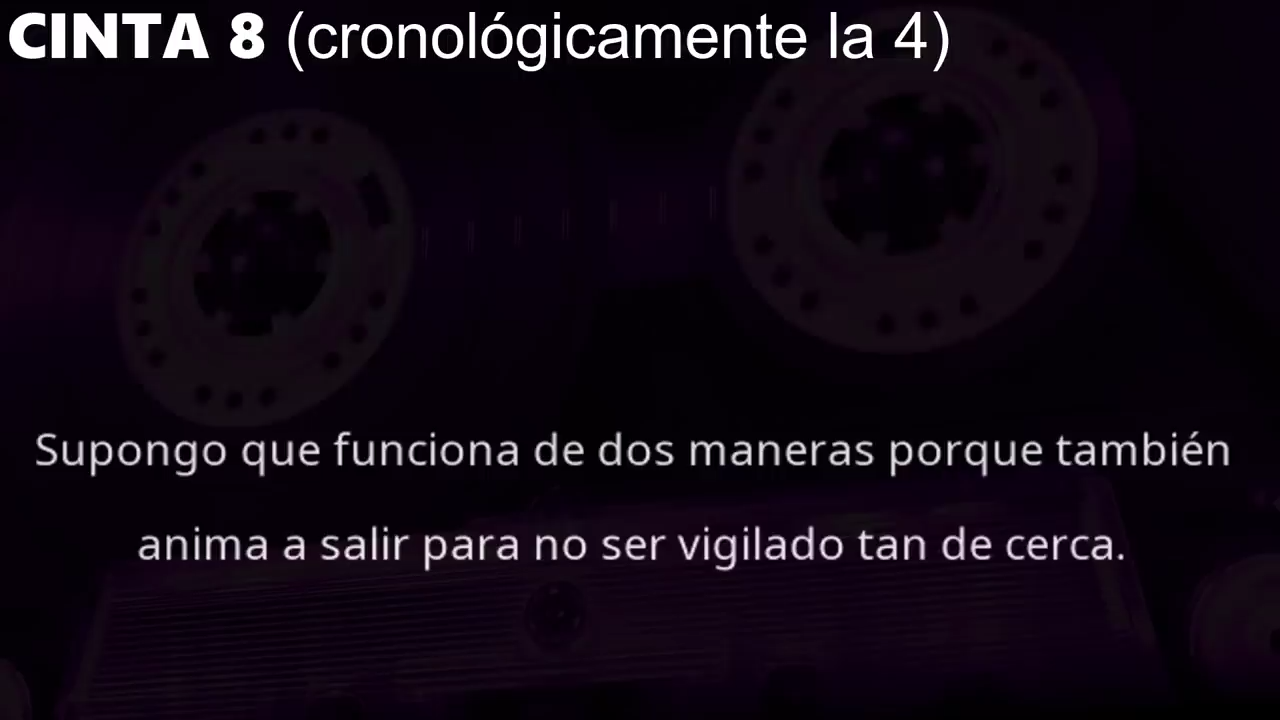 CINTA 8 (cronológicamente la 4)
Supongo que funciona de dos maneras porque también
anima a salir para no ser vigilado tan de cerca.